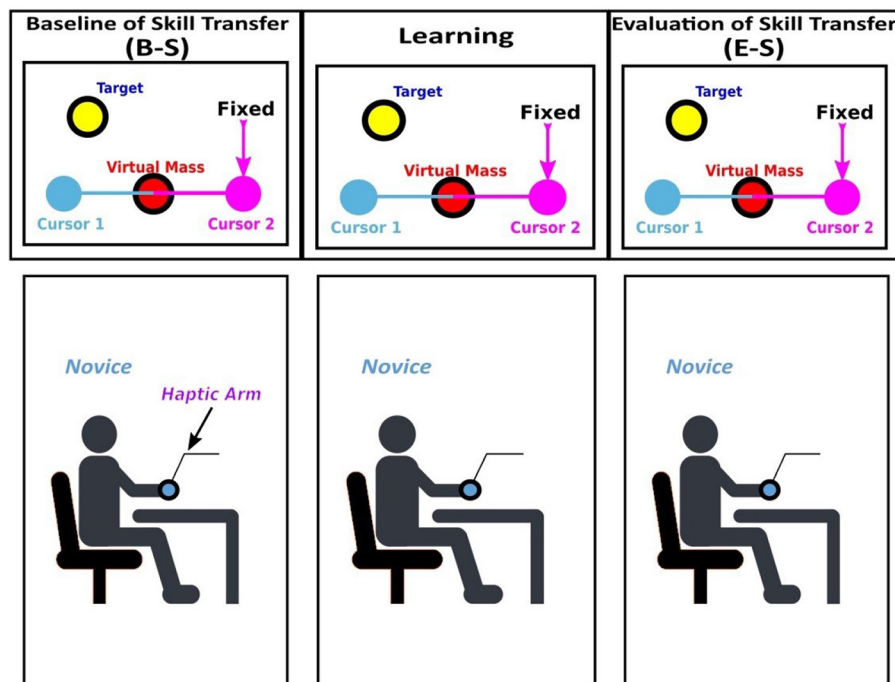 Baseline of Skill Transfer
(B-S)
Target
Fixed
Virtual Mass
Cursor 1
Cursor 2
Learning
Target
Fixed
Virtual Mass
Cursor 1
Cursor 2
Evaluation of Skill Transfer
(E-S)
Target
Fixed
Virtual Mass
Cursor 1
Cursor 2
Novice
Haptic Arm
Novice
Novice